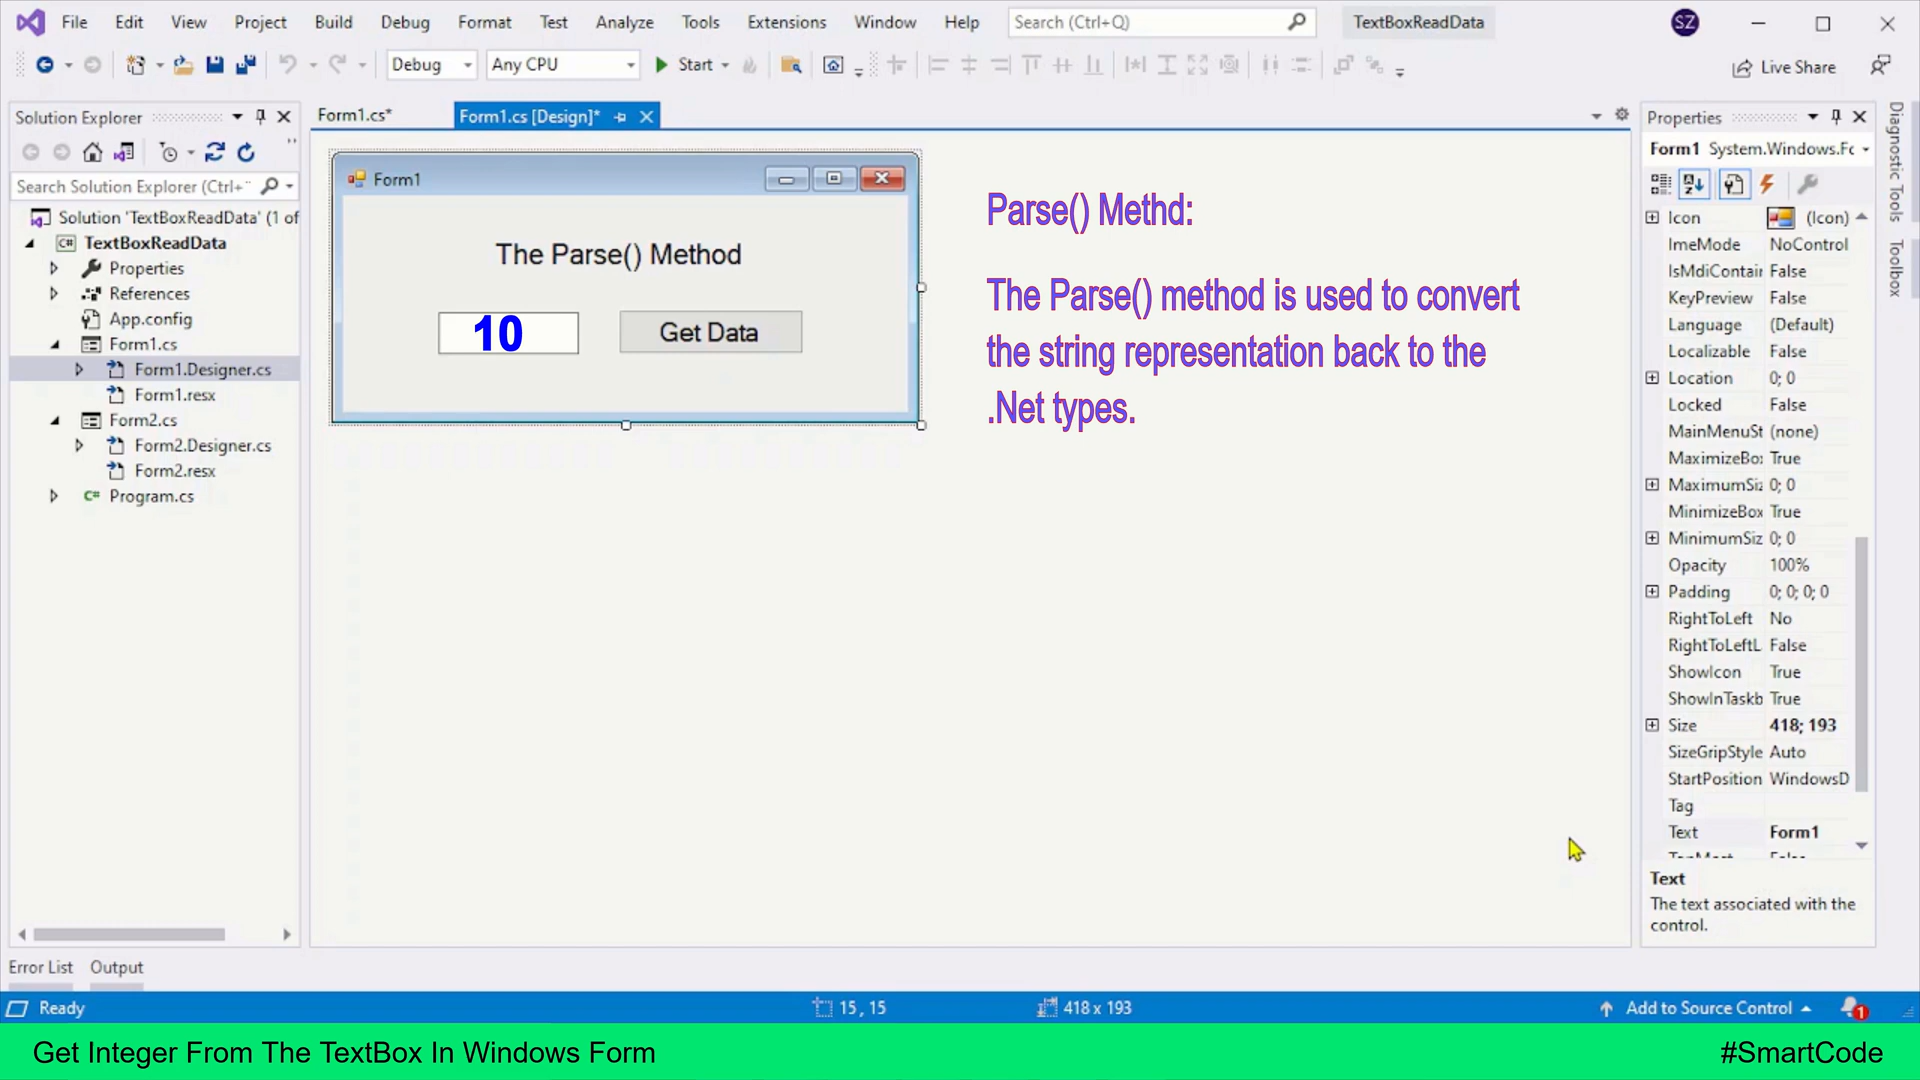 File Edit View Project Build Debug Format Test Analyze Tools Extensions Window Help Search (Ctrl+Q) TextBoxReadData SZ
Debug Any CPU Start Live Share
Solution Explorer
Search Solution Explorer (Ctrl+
Solution 'TextBoxReadData' (1 of
TextBoxReadData
Properties
References
App.config
Form1.cs
Form1.Designer.cs
Form1.resx
Form2.cs
Form2.Designer.cs
Form2.resx
C# Program.cs
Form1.cs* Form1.cs [Design]*
Form1
The Parse() Method
10 Get Data
Parse() Methd:
The Parse() method is used to convert
the string representation back to the
.Net types.
Properties
Form1 System.Windows.Fc
Icon (Icon)
ImeMode NoControl
IsMdiContair False
KeyPreview False
Language (Default)
Localizable False
Location 0; 0
Locked False
MainMenuSt (none)
MaximizeBo: True
MaximumSiz 0; 0
MinimizeBox True
MinimumSiz 0; 0
Opacity 100%
Padding 0; 0; 0; 0
RightToLeft No
RightToLeftL False
ShowIcon True
ShowInTaskb True
Size 418; 193
SizeGripStyle Auto
StartPosition WindowsD
Tag
Text Form1
Text
The text associated with the
control.
Diagnostic Tools
Toolbox
Error List Output
Ready 15, 15 418 x 193 Add to Source Control 1
Get Integer From The TextBox In Windows Form #SmartCode